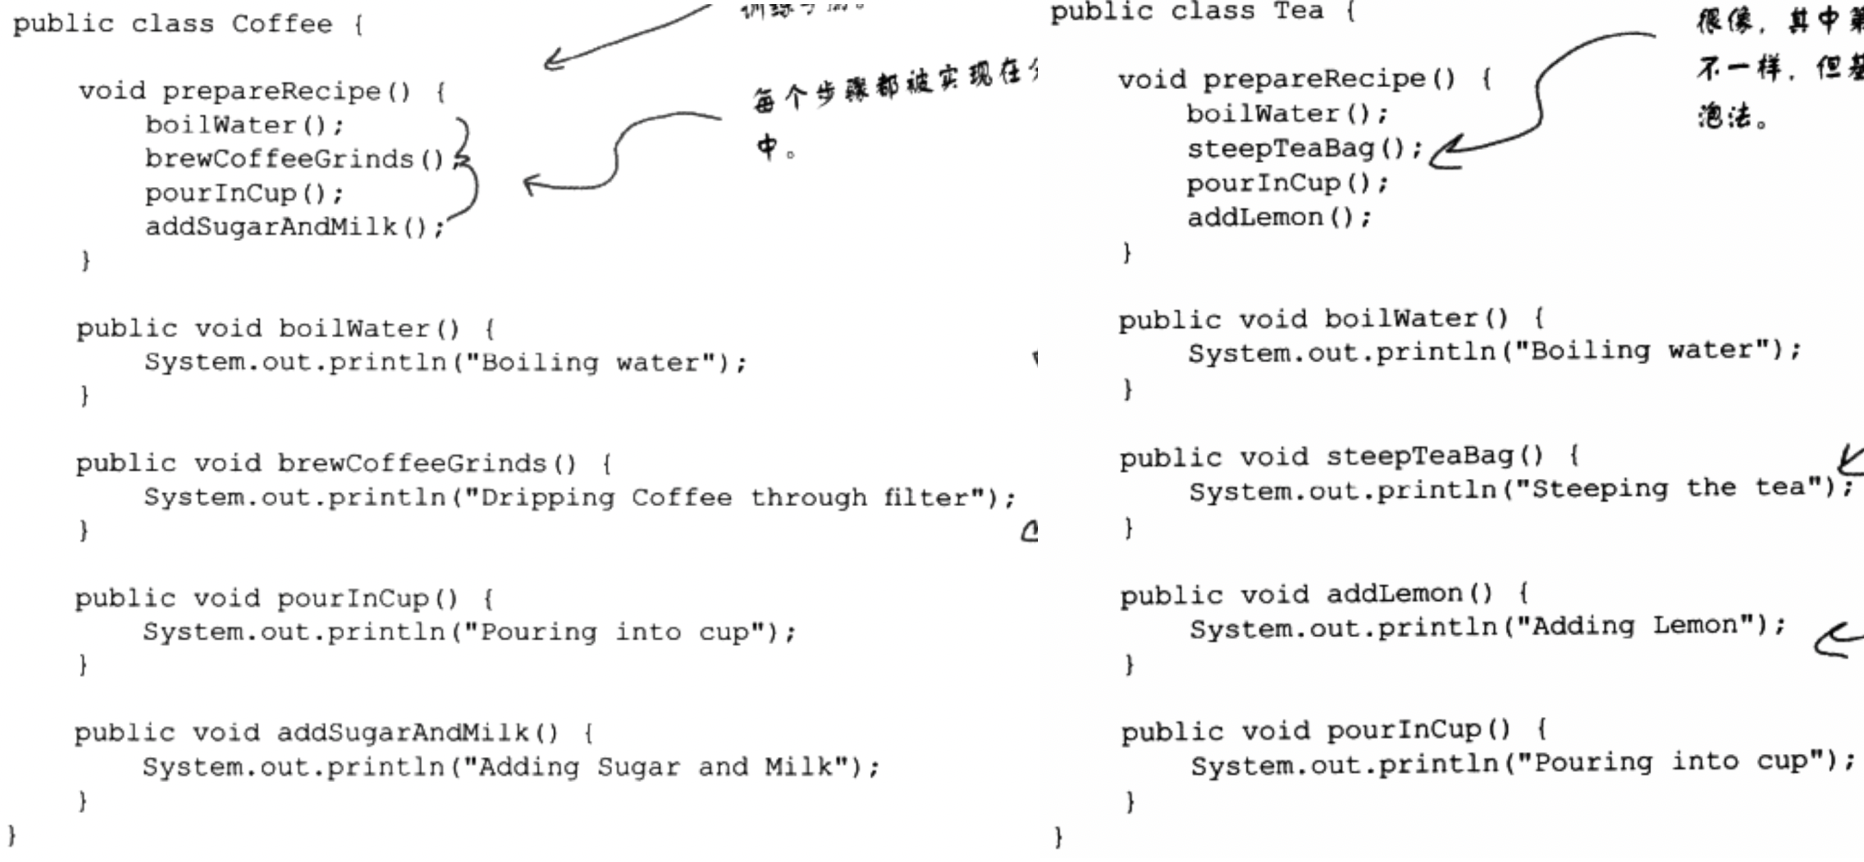 public class Coffee {
void prepareRecipe() {
boilWater();
brewCoffeeGrinds();
pourInCup();
addSugarAndMilk();
}
public void boilWater() {
System.out.println("Boiling water");
}
public void brewCoffeeGrinds() {
System.out.println("Dripping Coffee through filter");
}
public void pourInCup() {
System.out.println("Pouring into cup");
}
public void addSugarAndMilk() {
System.out.println("Adding Sugar and Milk");
}
}
每个步骤都被实现在
中。
public class Tea {
void prepareRecipe() {
boilWater();
steepTeaBag();
pourInCup();
addLemon();
}
public void boilWater() {
System.out.println("Boiling water");
}
public void steepTeaBag() {
System.out.println("Steeping the tea");
}
public void addLemon() {
System.out.println("Adding Lemon");
}
public void pourInCup() {
System.out.println("Pouring into cup");
}
}
很像，其中第
不一样，但基
泡法。